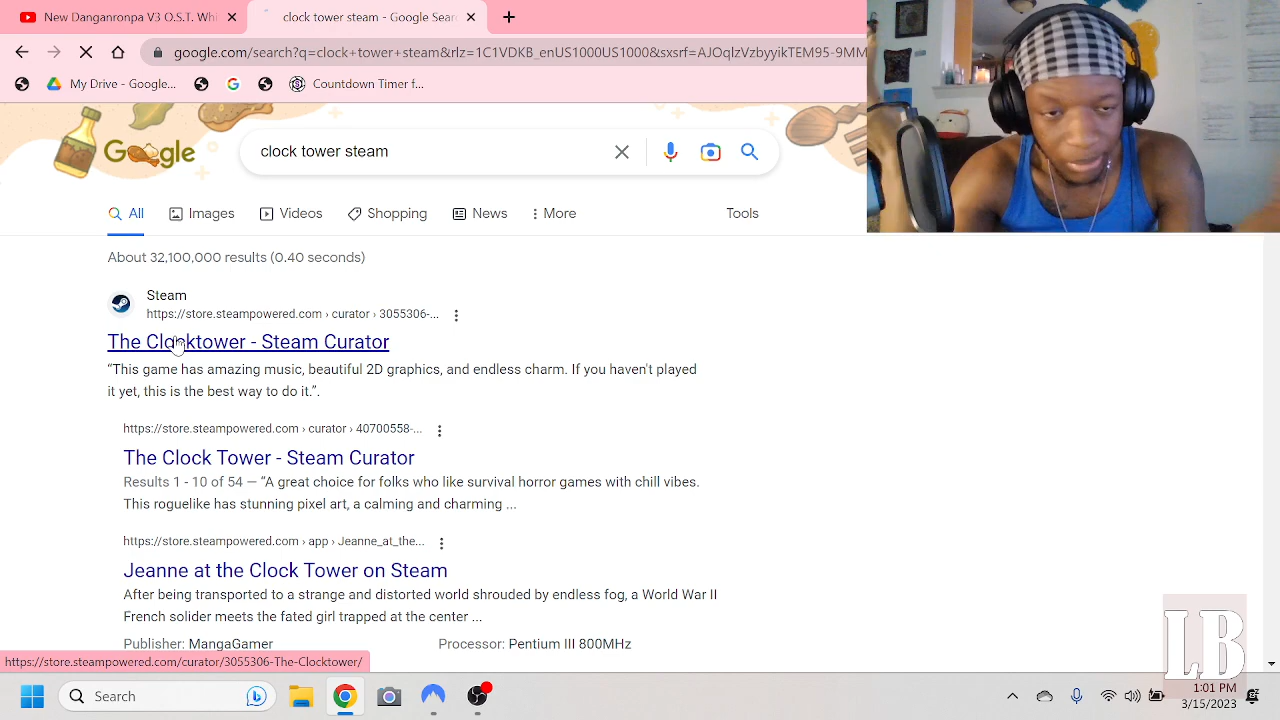 New Danganronpa V3 O.S.T. Wh
clock tower steam - Google Sear
google.com/search?q=clock+tower+steam&rlz=1C1VDKB_enUS1000US1000&sxsrf=AJOqlzVzbyyikTEM95-9MM
My Drive - Google...
Countdown Timer t...
Google
clock tower steam
All
Images
Videos
Shopping
News
More
Tools
About 32,100,000 results (0.40 seconds)
Steam
https://store.steampowered.com › curator › 3055306-...
The Clocktower - Steam Curator
“This game has amazing music, beautiful 2D graphics, and endless charm. If you haven't played
it yet, this is the best way to do it.”.
https://store.steampowered.com › curator › 40700558-...
The Clock Tower - Steam Curator
Results 1 - 10 of 54 — “A great choice for folks who like survival horror games with chill vibes.
This roguelike has stunning pixel art, a calming and charming ...
https://store.steampowered.com › app › Jeanne_at_the...
Jeanne at the Clock Tower on Steam
After being transported to a strange and distorted world shrouded by endless fog, a World War II
French solider meets the fated girl trapped at the center ...
Publisher: MangaGamer
Processor: Pentium III 800MHz
https://store.steampowered.com/curator/3055306-The-Clocktower/
LB
Search
1:01 PM
3/15/2023